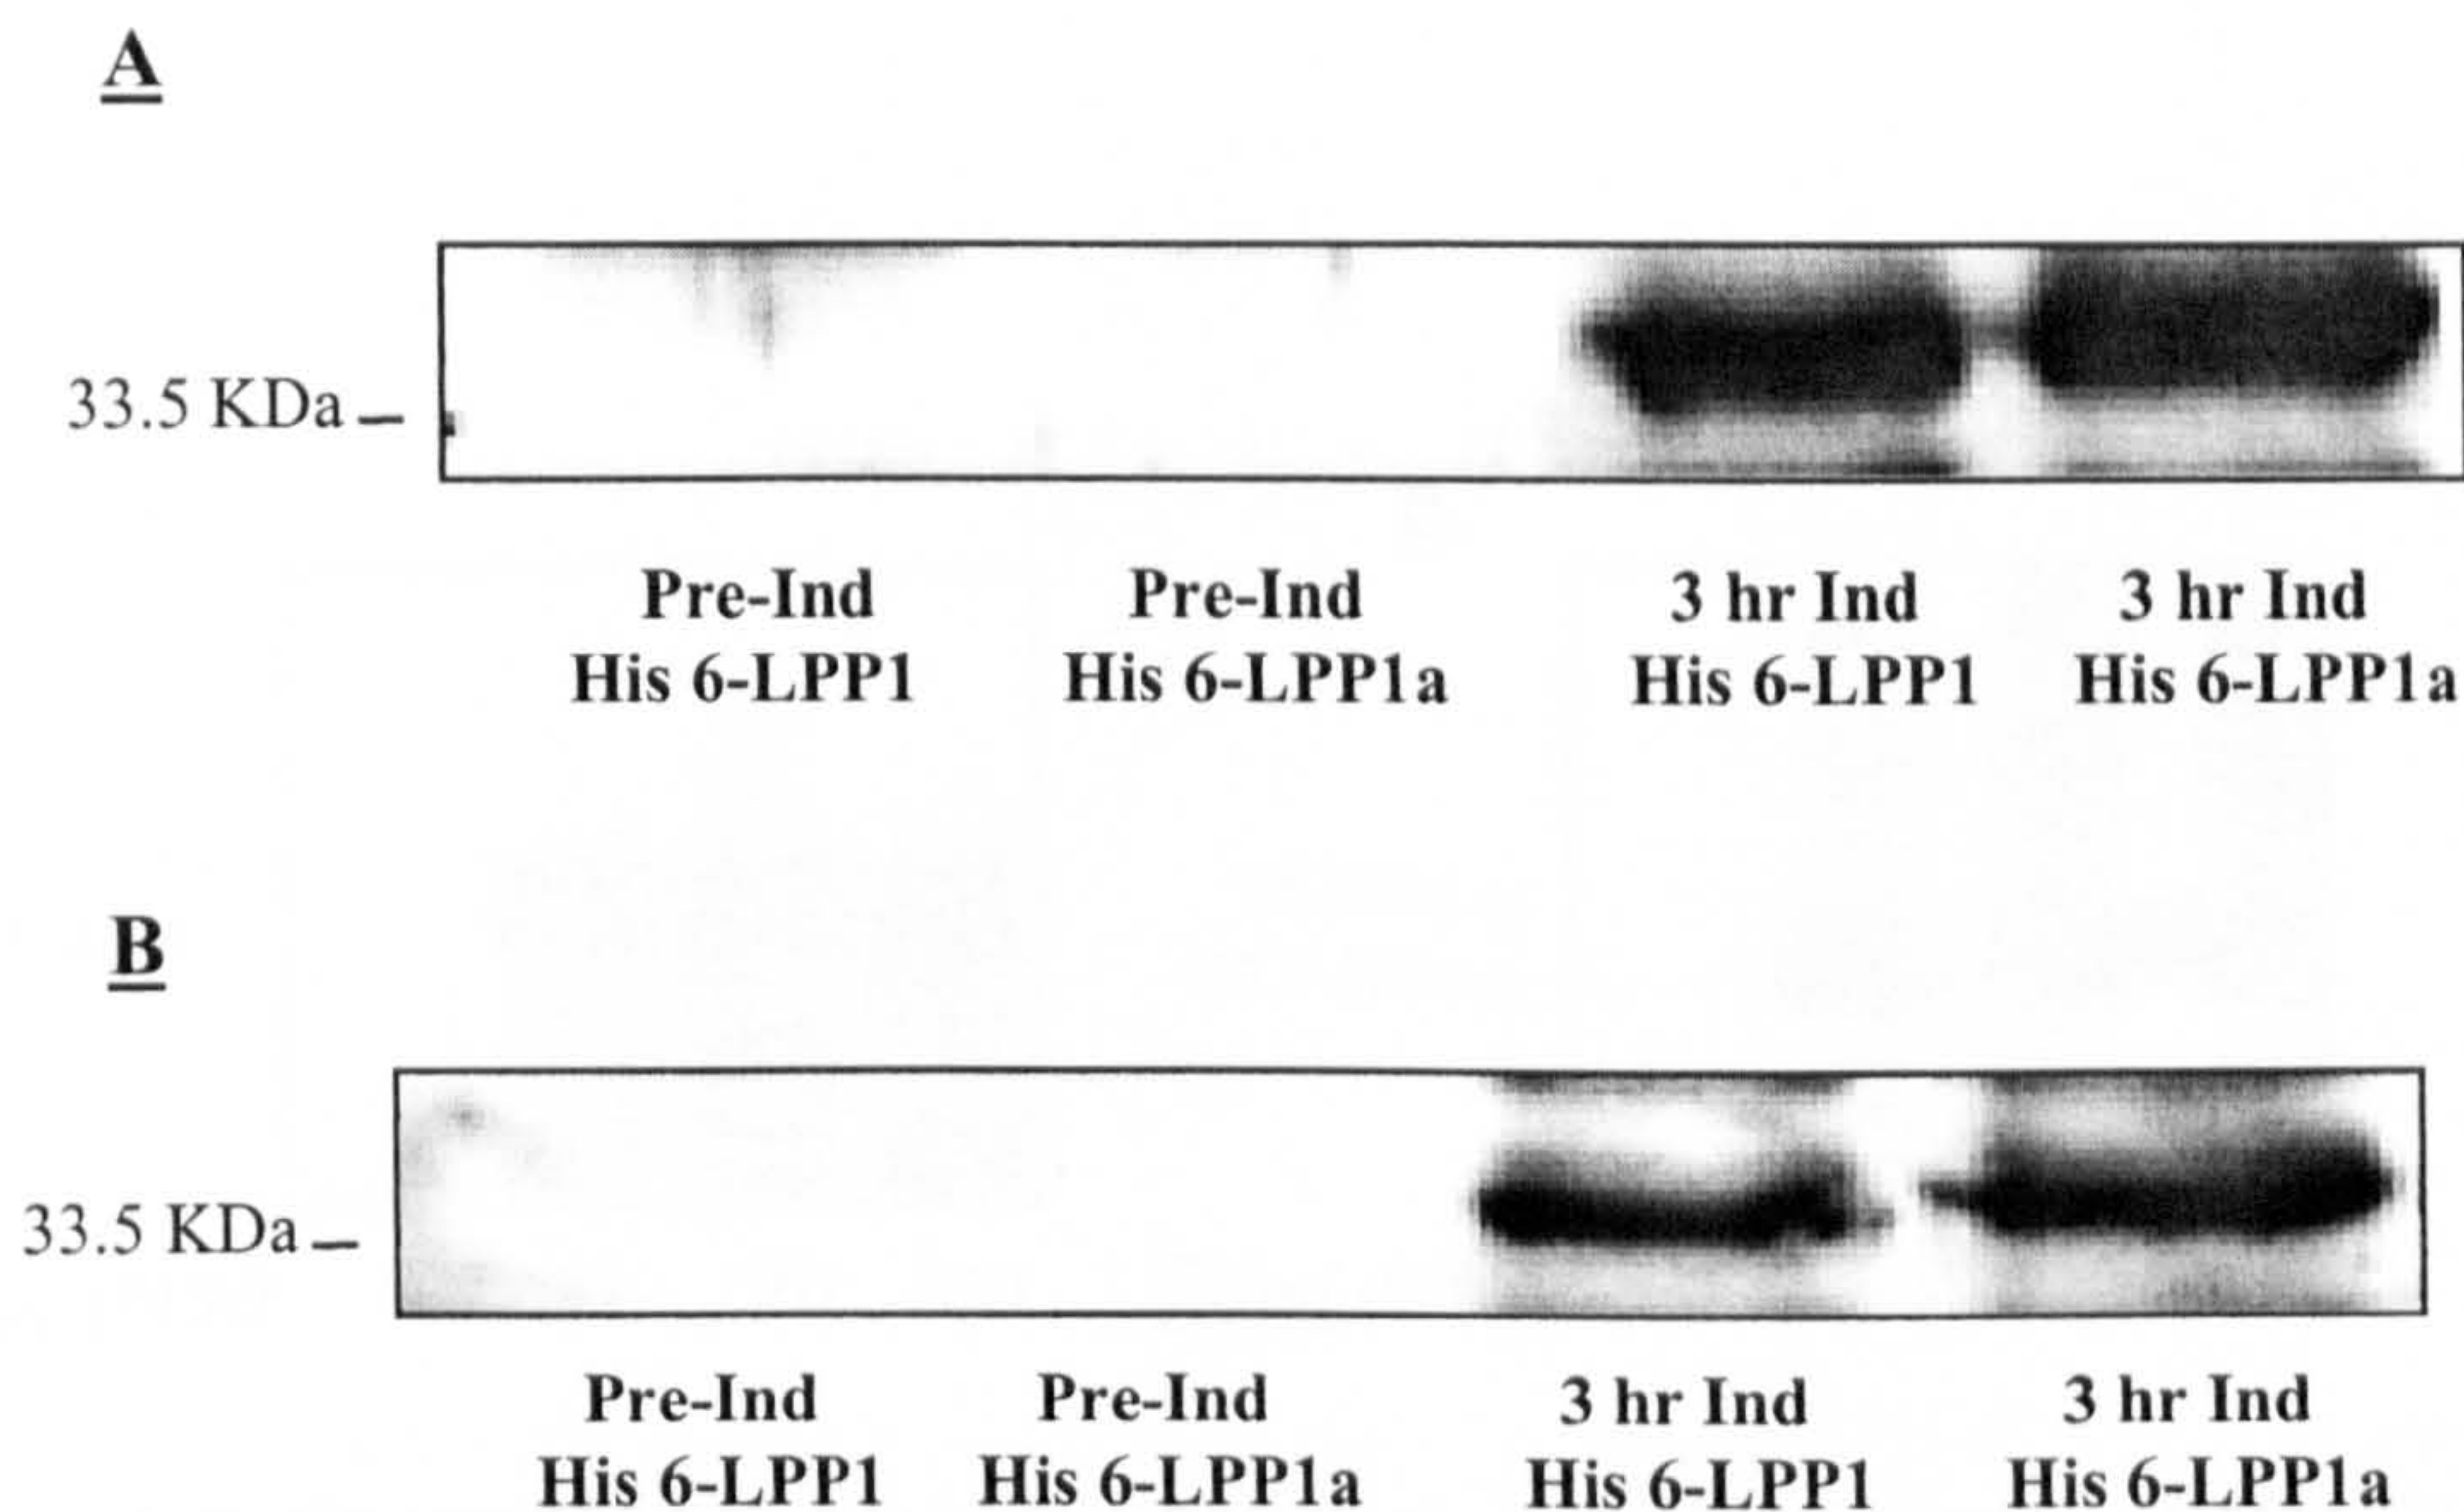 A
33.5 KDa
Pre-Ind Pre-Ind 3 hr Ind 3 hr Ind
His 6-LPP1 His 6-LPP1a His 6-LPP1 His 6-LPP1a
B
33.5 KDa
Pre-Ind Pre-Ind 3 hr Ind 3 hr Ind
His 6-LPP1 His 6-LPP1a His 6-LPP1 His 6-LPP1a